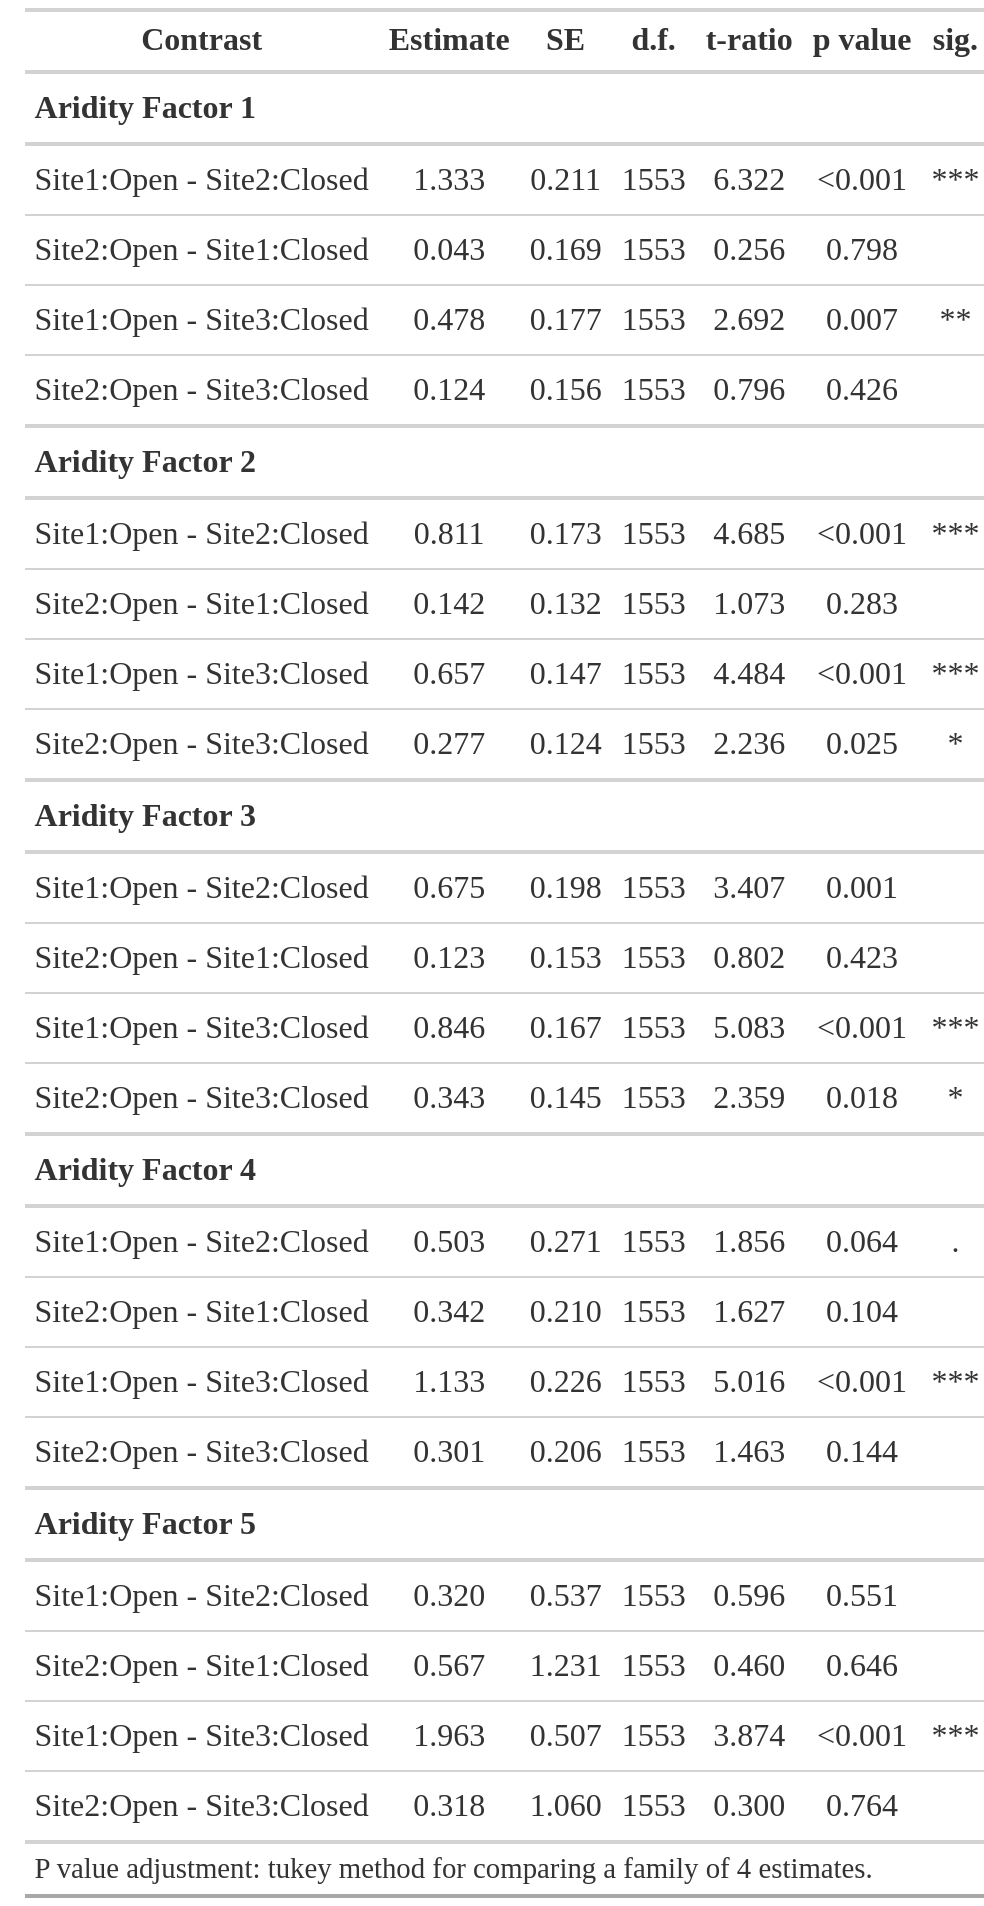 Contrast Estimate SE d.f. t-ratio p value sig.
Aridity Factor 1
Site1:Open - Site2:Closed 1.333 0.211 1553 6.322 <0.001 ***
Site2:Open - Site1:Closed 0.043 0.169 1553 0.256 0.798
Site1:Open - Site3:Closed 0.478 0.177 1553 2.692 0.007 **
Site2:Open - Site3:Closed 0.124 0.156 1553 0.796 0.426
Aridity Factor 2
Site1:Open - Site2:Closed 0.811 0.173 1553 4.685 <0.001 ***
Site2:Open - Site1:Closed 0.142 0.132 1553 1.073 0.283
Site1:Open - Site3:Closed 0.657 0.147 1553 4.484 <0.001 ***
Site2:Open - Site3:Closed 0.277 0.124 1553 2.236 0.025 *
Aridity Factor 3
Site1:Open - Site2:Closed 0.675 0.198 1553 3.407 0.001
Site2:Open - Site1:Closed 0.123 0.153 1553 0.802 0.423
Site1:Open - Site3:Closed 0.846 0.167 1553 5.083 <0.001 ***
Site2:Open - Site3:Closed 0.343 0.145 1553 2.359 0.018 *
Aridity Factor 4
Site1:Open - Site2:Closed 0.503 0.271 1553 1.856 0.064 .
Site2:Open - Site1:Closed 0.342 0.210 1553 1.627 0.104
Site1:Open - Site3:Closed 1.133 0.226 1553 5.016 <0.001 ***
Site2:Open - Site3:Closed 0.301 0.206 1553 1.463 0.144
Aridity Factor 5
Site1:Open - Site2:Closed 0.320 0.537 1553 0.596 0.551
Site2:Open - Site1:Closed 0.567 1.231 1553 0.460 0.646
Site1:Open - Site3:Closed 1.963 0.507 1553 3.874 <0.001 ***
Site2:Open - Site3:Closed 0.318 1.060 1553 0.300 0.764
P value adjustment: tukey method for comparing a family of 4 estimates.